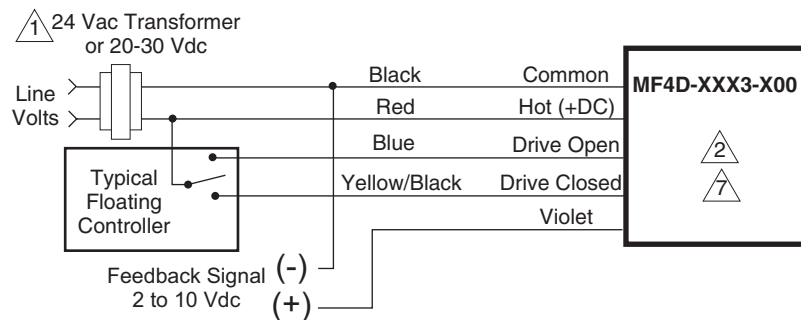 1
24 Vac Transformer
or 20-30 Vdc
Line
Volts
Black
Common
Red
Hot (+DC)
Blue
Drive Open
Yellow/Black
Drive Closed
Violet
MF4D-XXX3-X00
2
7
Typical
Floating
Controller
Feedback Signal
2 to 10 Vdc
(-)
(+)